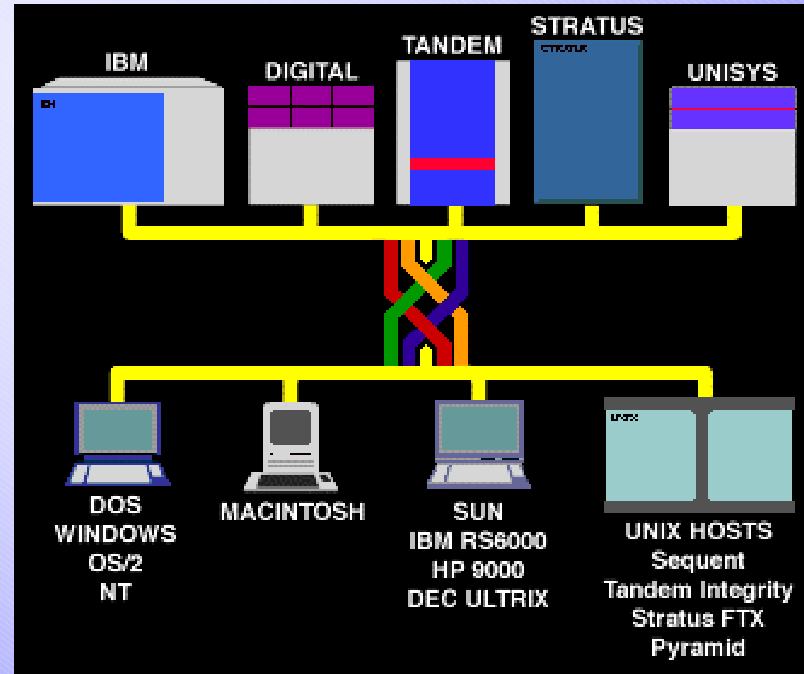 IBM
DIGITAL
TANDEM
STRATUS
UNISYS
DOS
WINDOWS
OS/2
NT
MACINTOSH
SUN
IBM RS6000
HP 9000
DEC ULTRIX
UNIX HOSTS
Sequent
Tandem Integrity
Stratus FTX
Pyramid